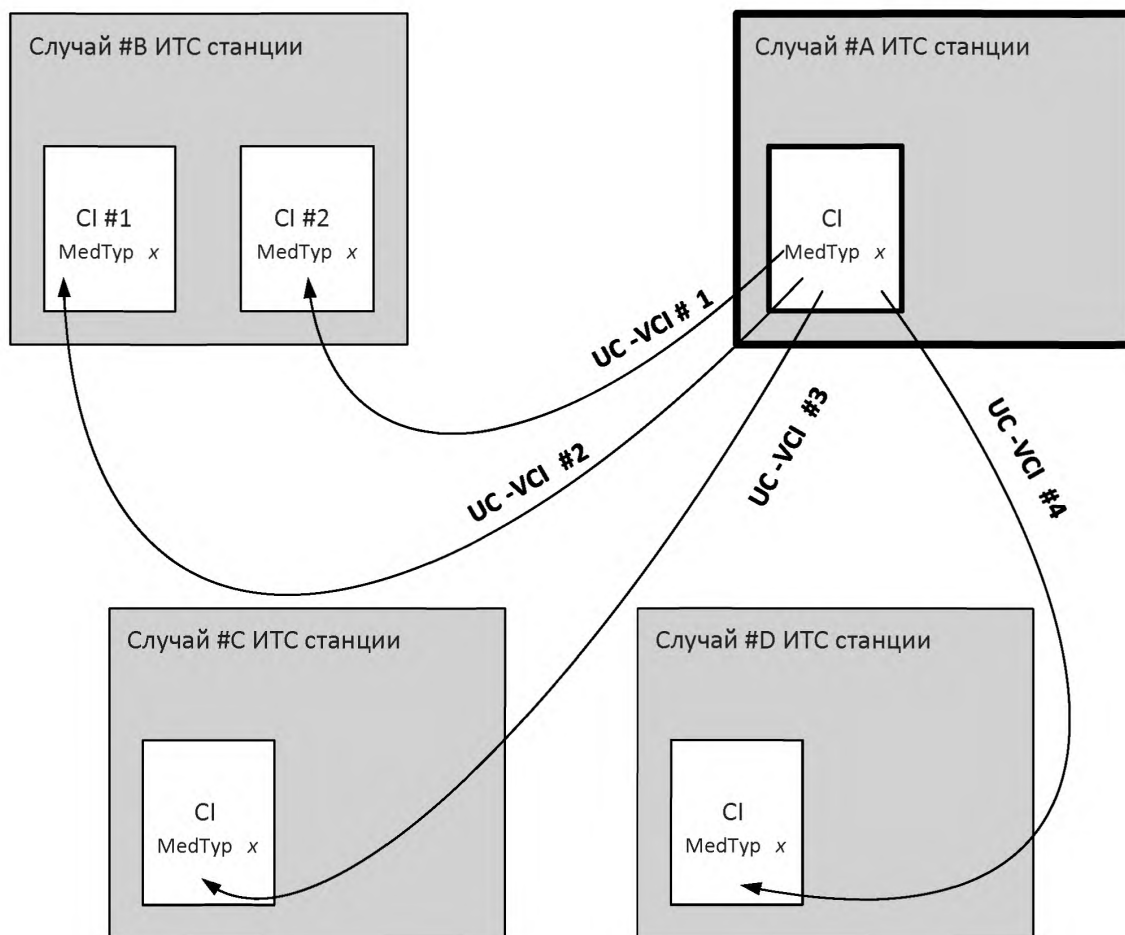 Случай #B ИТС станции
Случай #A ИТС станции
CI #1
MedTyp x
CI #2
MedTyp x
CI
MedTyp x
UC -VCI # 1
UC -VCI #2
UC -VCI #3
UC -VCI #4
Случай #C ИТС станции
Случай #D ИТС станции
CI
MedTyp x
CI
MedTyp x